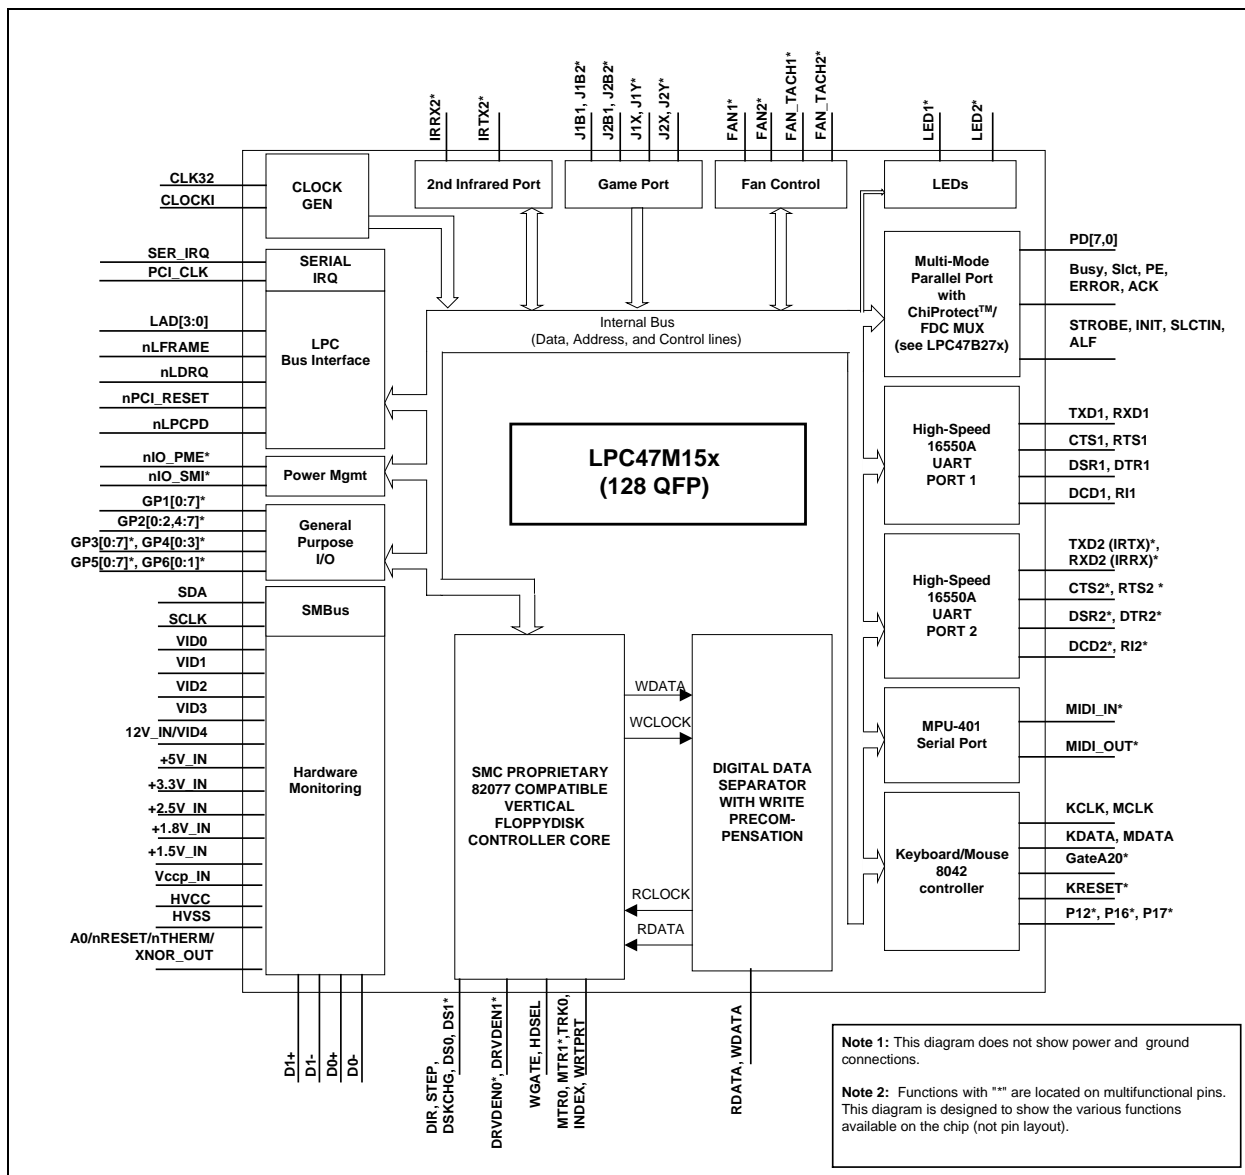 IRRX2*
IRTX2*
J1B1, J1B2*
J2B1, J2B2*
J1X, J1Y*
J2X, J2Y*
FAN1*
FAN2*
FAN_TACH1*
FAN_TACH2*
LED1*
LED2*
CLK32
CLOCKI
CLOCK
GEN
2nd Infrared Port
Game Port
Fan Control
LEDs
SER_IRQ
PCI_CLK
SERIAL
IRQ
LAD[3:0]
nLFRAME
nLDRQ
nPCI_RESET
nLPCPD
LPC
Bus Interface
nIO_PME*
nIO_SMI*
Power Mgmt
GP1[0:7]*
GP2[0:2,4:7]*
GP3[0:7]*, GP4[0:3]*
GP5[0:7]*, GP6[0:1]*
General
Purpose
I/O
SDA
SCLK
SMBus
VID0
VID1
VID2
VID3
12V_IN/VID4
+5V_IN
+3.3V_IN
+2.5V_IN
+1.8V_IN
+1.5V_IN
Vccp_IN
HVCC
HVSS
A0/nRESET/nTHERM/
XNOR_OUT
Hardware
Monitoring
D1+
D1-
D0+
D0-
Internal Bus
(Data, Address, and Control lines)
LPC47M15x
(128 QFP)
SMC PROPRIETARY
82077 COMPATIBLE
VERTICAL
FLOPPYDISK
CONTROLLER CORE
WDATA
WCLOCK
RCLOCK
RDATA
DIGITAL DATA
SEPARATOR
WITH WRITE
PRECOM-
PENSATION
DIR, STEP,
DSKCHG, DS0, DS1*
DRVDEN0*, DRVDEN1*
WGATE, HDSEL
MTR0, MTR1*,TRK0,
INDEX, WRTPRT
RDATA, WDATA
Multi-Mode
Parallel Port
with
ChiProtect™/
FDC MUX
(see LPC47B27x)
PD[7,0]
Busy, Slct, PE,
ERROR, ACK
STROBE, INIT, SLCTIN,
ALF
High-Speed
16550A
UART
PORT 1
TXD1, RXD1
CTS1, RTS1
DSR1, DTR1
DCD1, RI1
High-Speed
16550A
UART
PORT 2
TXD2 (IRTX)*,
RXD2 (IRRX)*
CTS2*, RTS2 *
DSR2*, DTR2*
DCD2*, RI2*
MPU-401
Serial Port
MIDI_IN*
MIDI_OUT*
Keyboard/Mouse
8042
controller
KCLK, MCLK
KDATA, MDATA
GateA20*
KRESET*
P12*, P16*, P17*
Note 1: This diagram does not show power and ground
connections.
Note 2: Functions with "*" are located on multifunctional pins.
This diagram is designed to show the various functions
available on the chip (not pin layout).